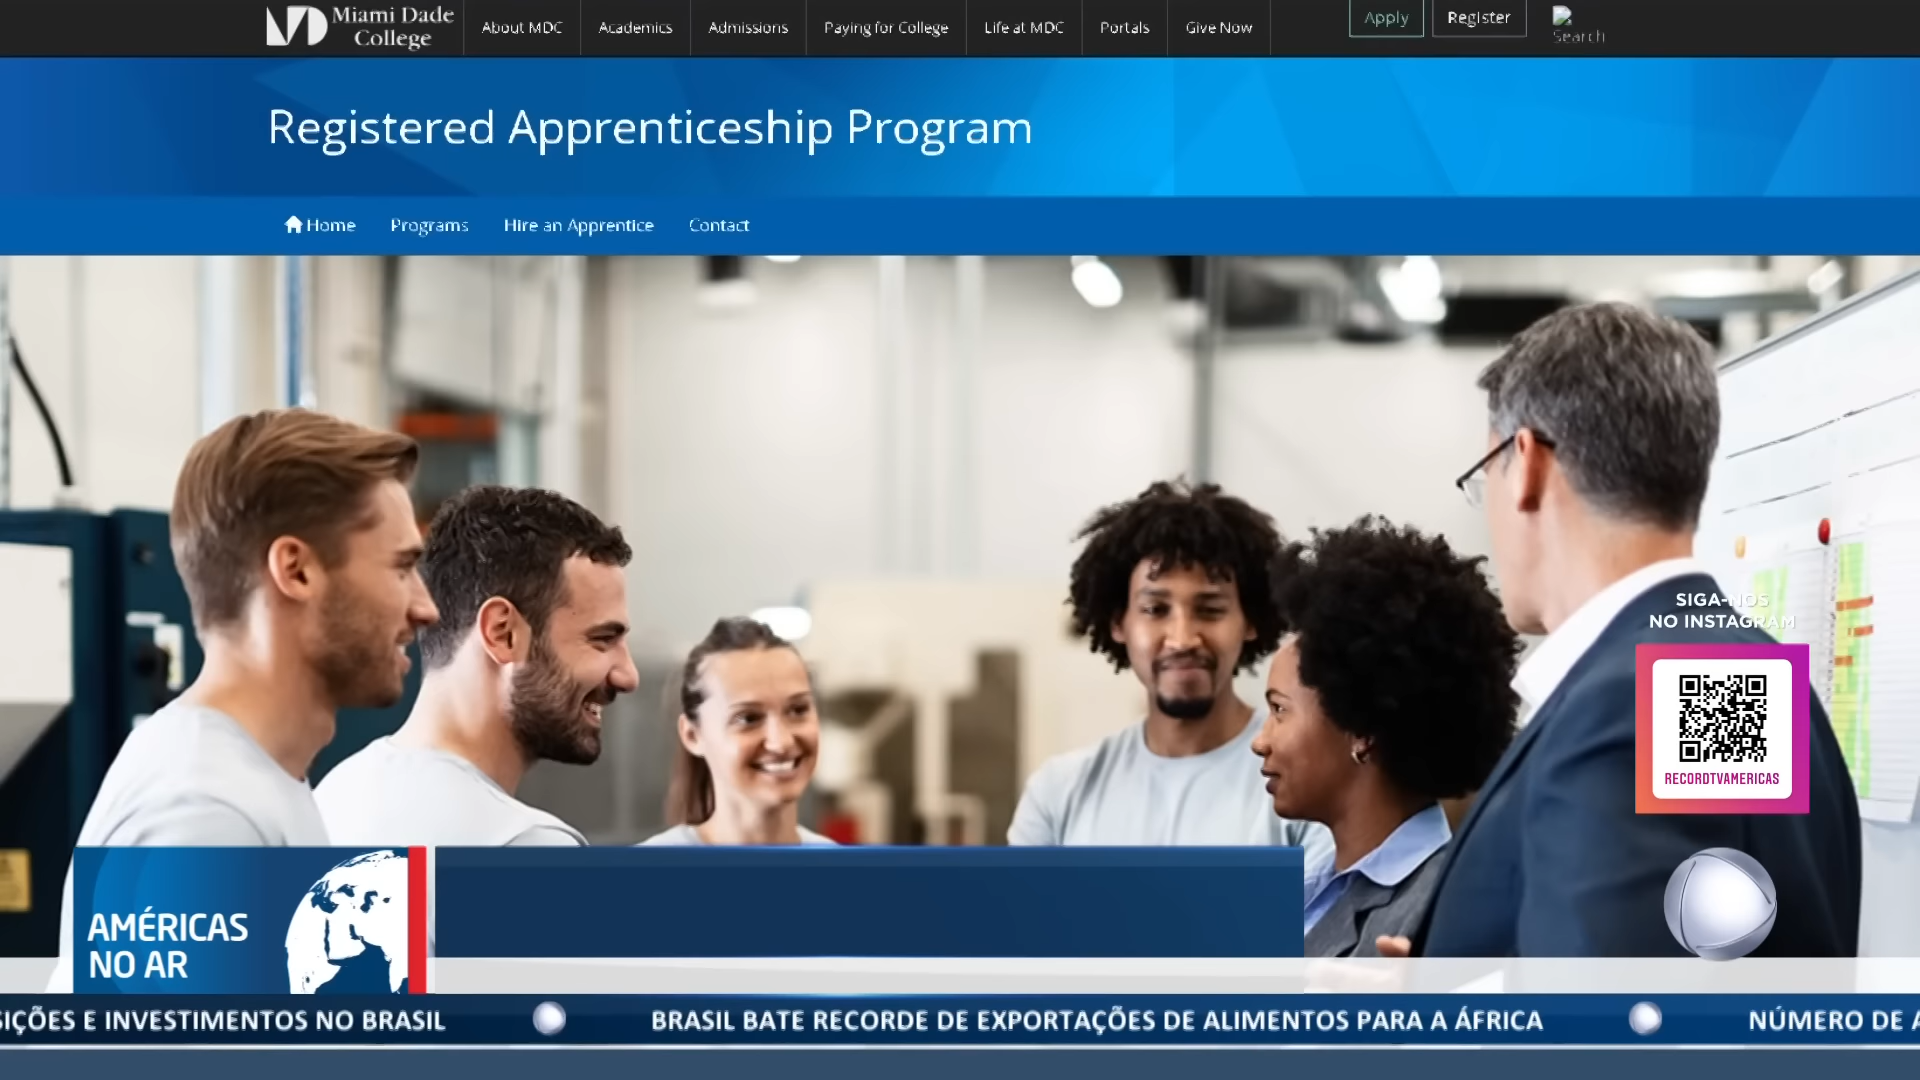 Miami Dade
College
About MDC
Academics
Admissions
Paying for College
Life at MDC
Portals
Give Now
Apply
Register
Search
Registered Apprenticeship Program
Home
Programs
Hire an Apprentice
Contact
SIGA-NOS
NO INSTAGRAM
RECORDTVAMERICAS
AMÉRICAS
NO AR
E INVESTIMENTOS NO BRASIL
BRASIL BATE RECORDE DE EXPORTAÇÕES DE ALIMENTOS PARA A ÁFRICA
NÚMERO DE